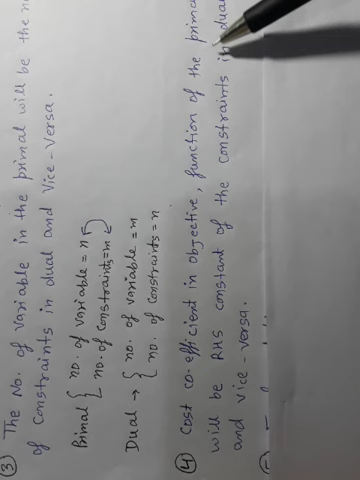 ③ The No. of variable in the primal will be the
of constraints in dual and Vice-Versa.
Primal { no. of variable = n
no. of constraints = m
Dual → { no. of variable = m
no. of constraints = n
④ Cost co-efficient in objective, function of the prima
will be RHS constant of the constraints in dua
and vice-versa.